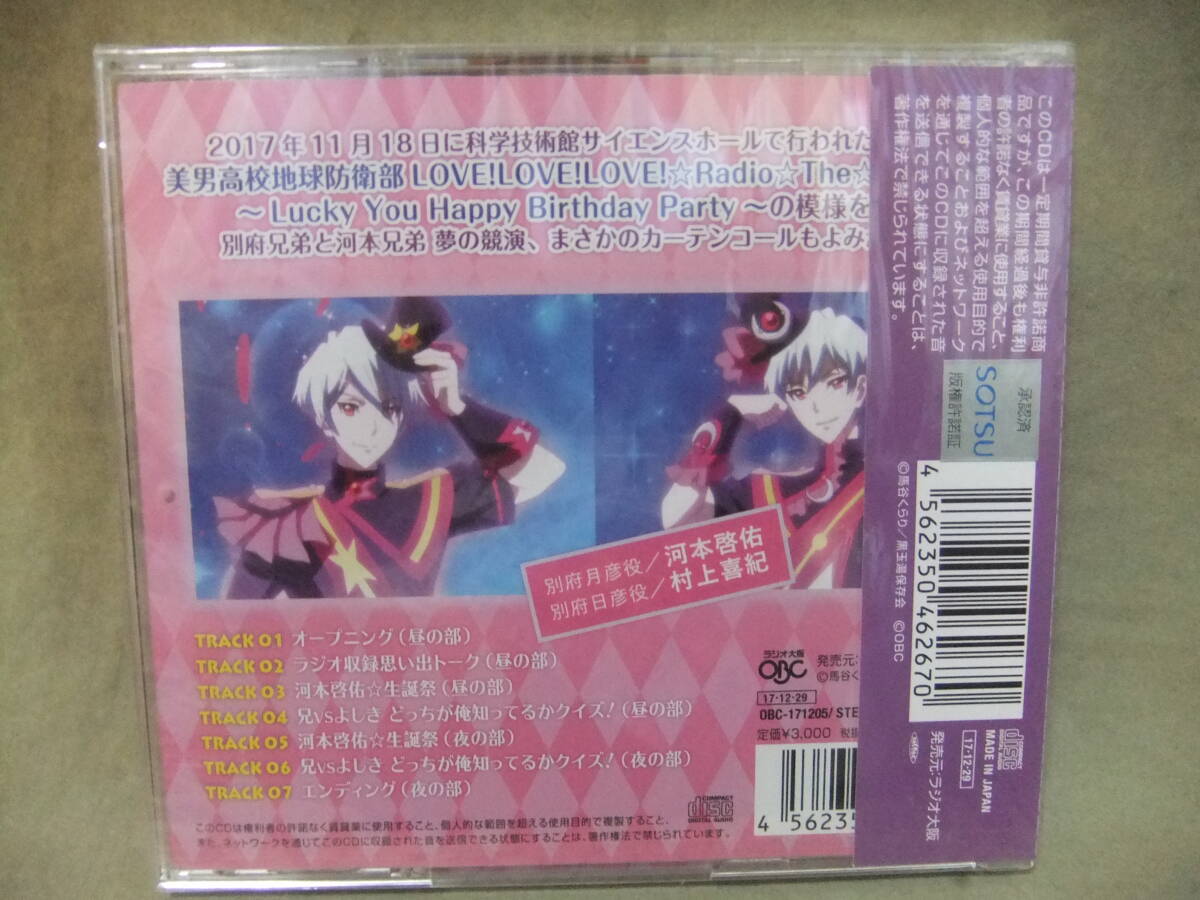 2017年11月18日に科学技術館サイエンスホールで行われた
美男高校地球防衛部 LOVE!LOVE!LOVE!☆Radio☆The☆
～Lucky You Happy Birthday Party～の模様を
別府兄弟と河本兄弟 夢の競演、まさかのカーテンコールもよみ
別府月彦役／河本啓佑
別府日彦役／村上喜紀
TRACK 01 オープニング（昼の部）
TRACK 02 ラジオ収録思い出トーク（昼の部）
TRACK 03 河本啓佑☆生誕祭（昼の部）
TRACK 04 兄vsよしき どっちが俺知ってるかクイズ!（昼の部）
TRACK 05 河本啓佑☆生誕祭（夜の部）
TRACK 06 兄vsよしき どっちが俺知ってるかクイズ!（夜の部）
TRACK 07 エンディング（夜の部）
このCDは権利者の許諾なく賃貸業に使用すること、個人的な範囲を超える使用目的で複製すること、
また、ネットワークを通じてこのCDに収録された音を送信できる状態にすることは、著作権法で禁じられています。
COMPACT
disc
DIGITAL AUDIO
ラジオ大阪
OBC
発売元:
©馬谷く
17・12・29
OBC-171205/ STE
定価¥3,000 税抜
4 56235
このCDは一定期間貸与非許諾商
品ですが、この期間経過後も権利
者の許諾なく賃貸業に使用すること、
個人的な範囲を超える使用目的で
複製することおよびネットワーク
を通じてこのCDに収録された音
を送信できる状態にすることは、
著作権法で禁じられています。
承認済
SOTSU
版権許諾証
©馬谷くらり／黒玉湯保存会 ©OBC
4 562350 462670
COMPACT
disc
DIGITAL AUDIO
MADE IN JAPAN
17・12・29
発売元:ラジオ大阪